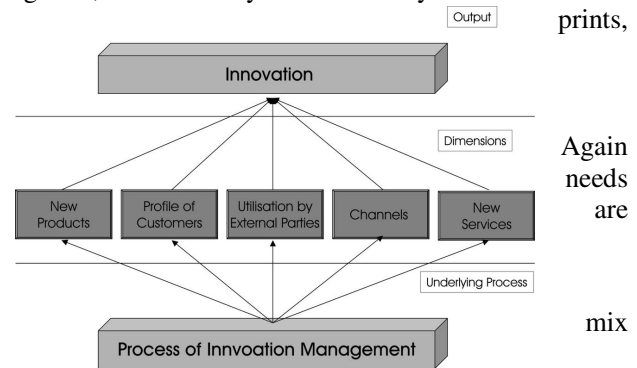 Output
prints,
Innovation
Dimensions
Again
needs
are
New
Products
Profile of
Customers
Utilisation by
External Parties
Channels
New
Services
Underlying Process
mix
Process of Innvoation Management